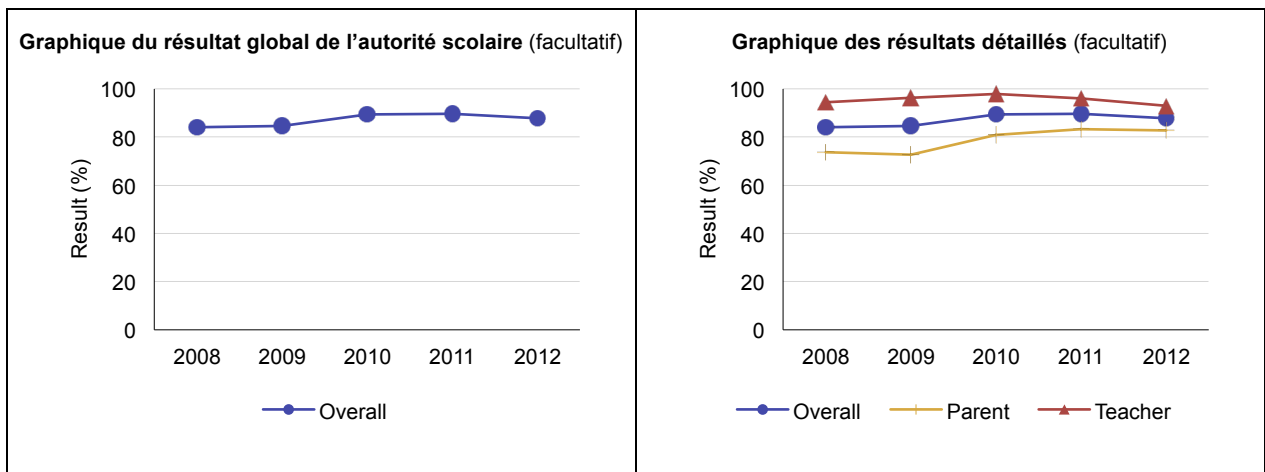 Graphique du résultat global de l’autorité scolaire (facultatif)
100
80
60
40
20
0
Result (%)
2008 2009 2010 2011 2012
Overall
Graphique des résultats détaillés (facultatif)
100
80
60
40
20
0
Result (%)
2008 2009 2010 2011 2012
Overall Parent Teacher